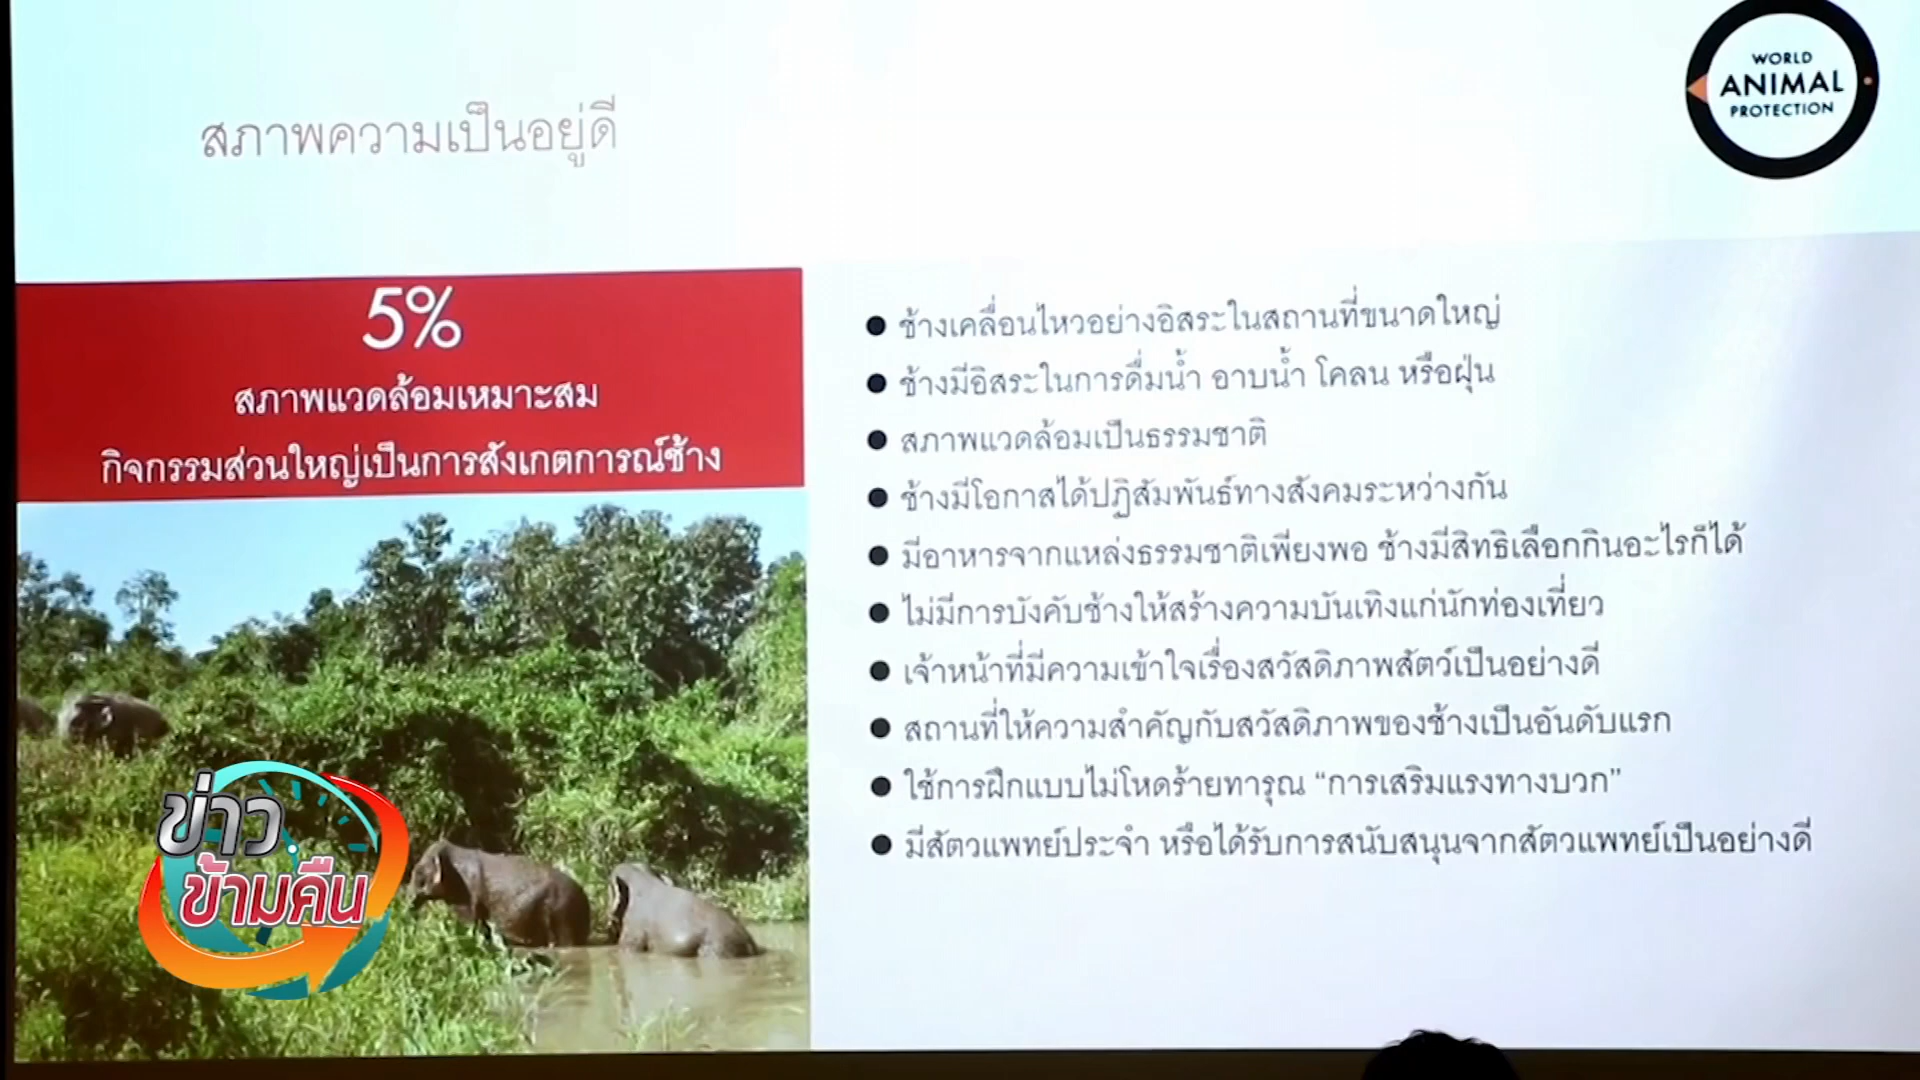 WORLD
ANIMAL
PROTECTION
สภาพความเป็นอยู่ดี
5%
สภาพแวดล้อมเหมาะสม
กิจกรรมส่วนใหญ่เป็นการสังเกตการณ์ช้าง
● ช้างเคลื่อนไหวอย่างอิสระในสถานที่ขนาดใหญ่
● ช้างมีอิสระในการดื่มน้ำ อาบน้ำ โคลน หรือฝุ่น
● สภาพแวดล้อมเป็นธรรมชาติ
● ช้างมีโอกาสได้ปฏิสัมพันธ์ทางสังคมระหว่างกัน
● มีอาหารจากแหล่งธรรมชาติเพียงพอ ช้างมีสิทธิเลือกกินอะไรก็ได้
● ไม่มีการบังคับช้างให้สร้างความบันเทิงแก่นักท่องเที่ยว
● เจ้าหน้าที่มีความเข้าใจเรื่องสวัสดิภาพสัตว์เป็นอย่างดี
● สถานที่ให้ความสำคัญกับสวัสดิภาพของช้างเป็นอันดับแรก
● ใช้การฝึกแบบไม่โหดร้ายทารุณ “การเสริมแรงทางบวก”
● มีสัตวแพทย์ประจำ หรือได้รับการสนับสนุนจากสัตวแพทย์เป็นอย่างดี
ข่าว
ข้ามคืน